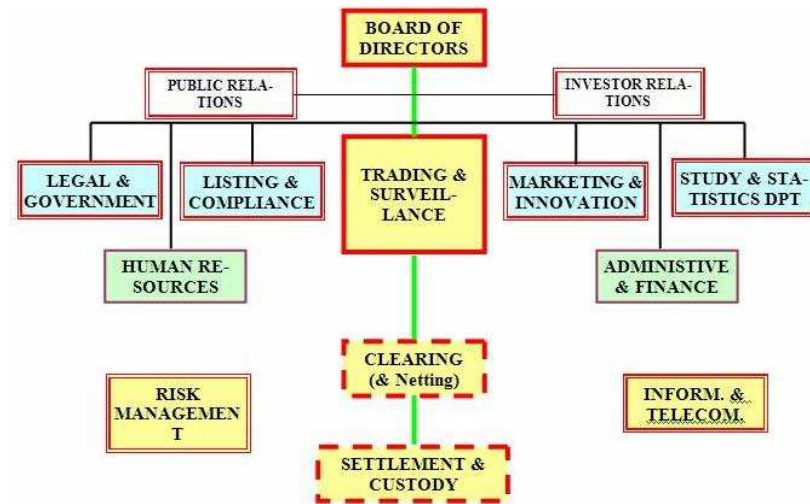 BOARD OF
DIRECTORS
PUBLIC RELA-
TIONS
INVESTOR RELA-
TIONS
LEGAL &
GOVERNMENT
LISTING &
COMPLIANCE
TRADING &
SURVEIL-
LANCE
MARKETING &
INNOVATION
STUDY & STA-
TISTICS DPT
HUMAN RE-
SOURCES
ADMINISTIVE
& FINANCE
CLEARING
(& Netting)
RISK
MANAGEMEN
T
INFORM. &
TELECOM.
SETTLEMENT &
CUSTODY